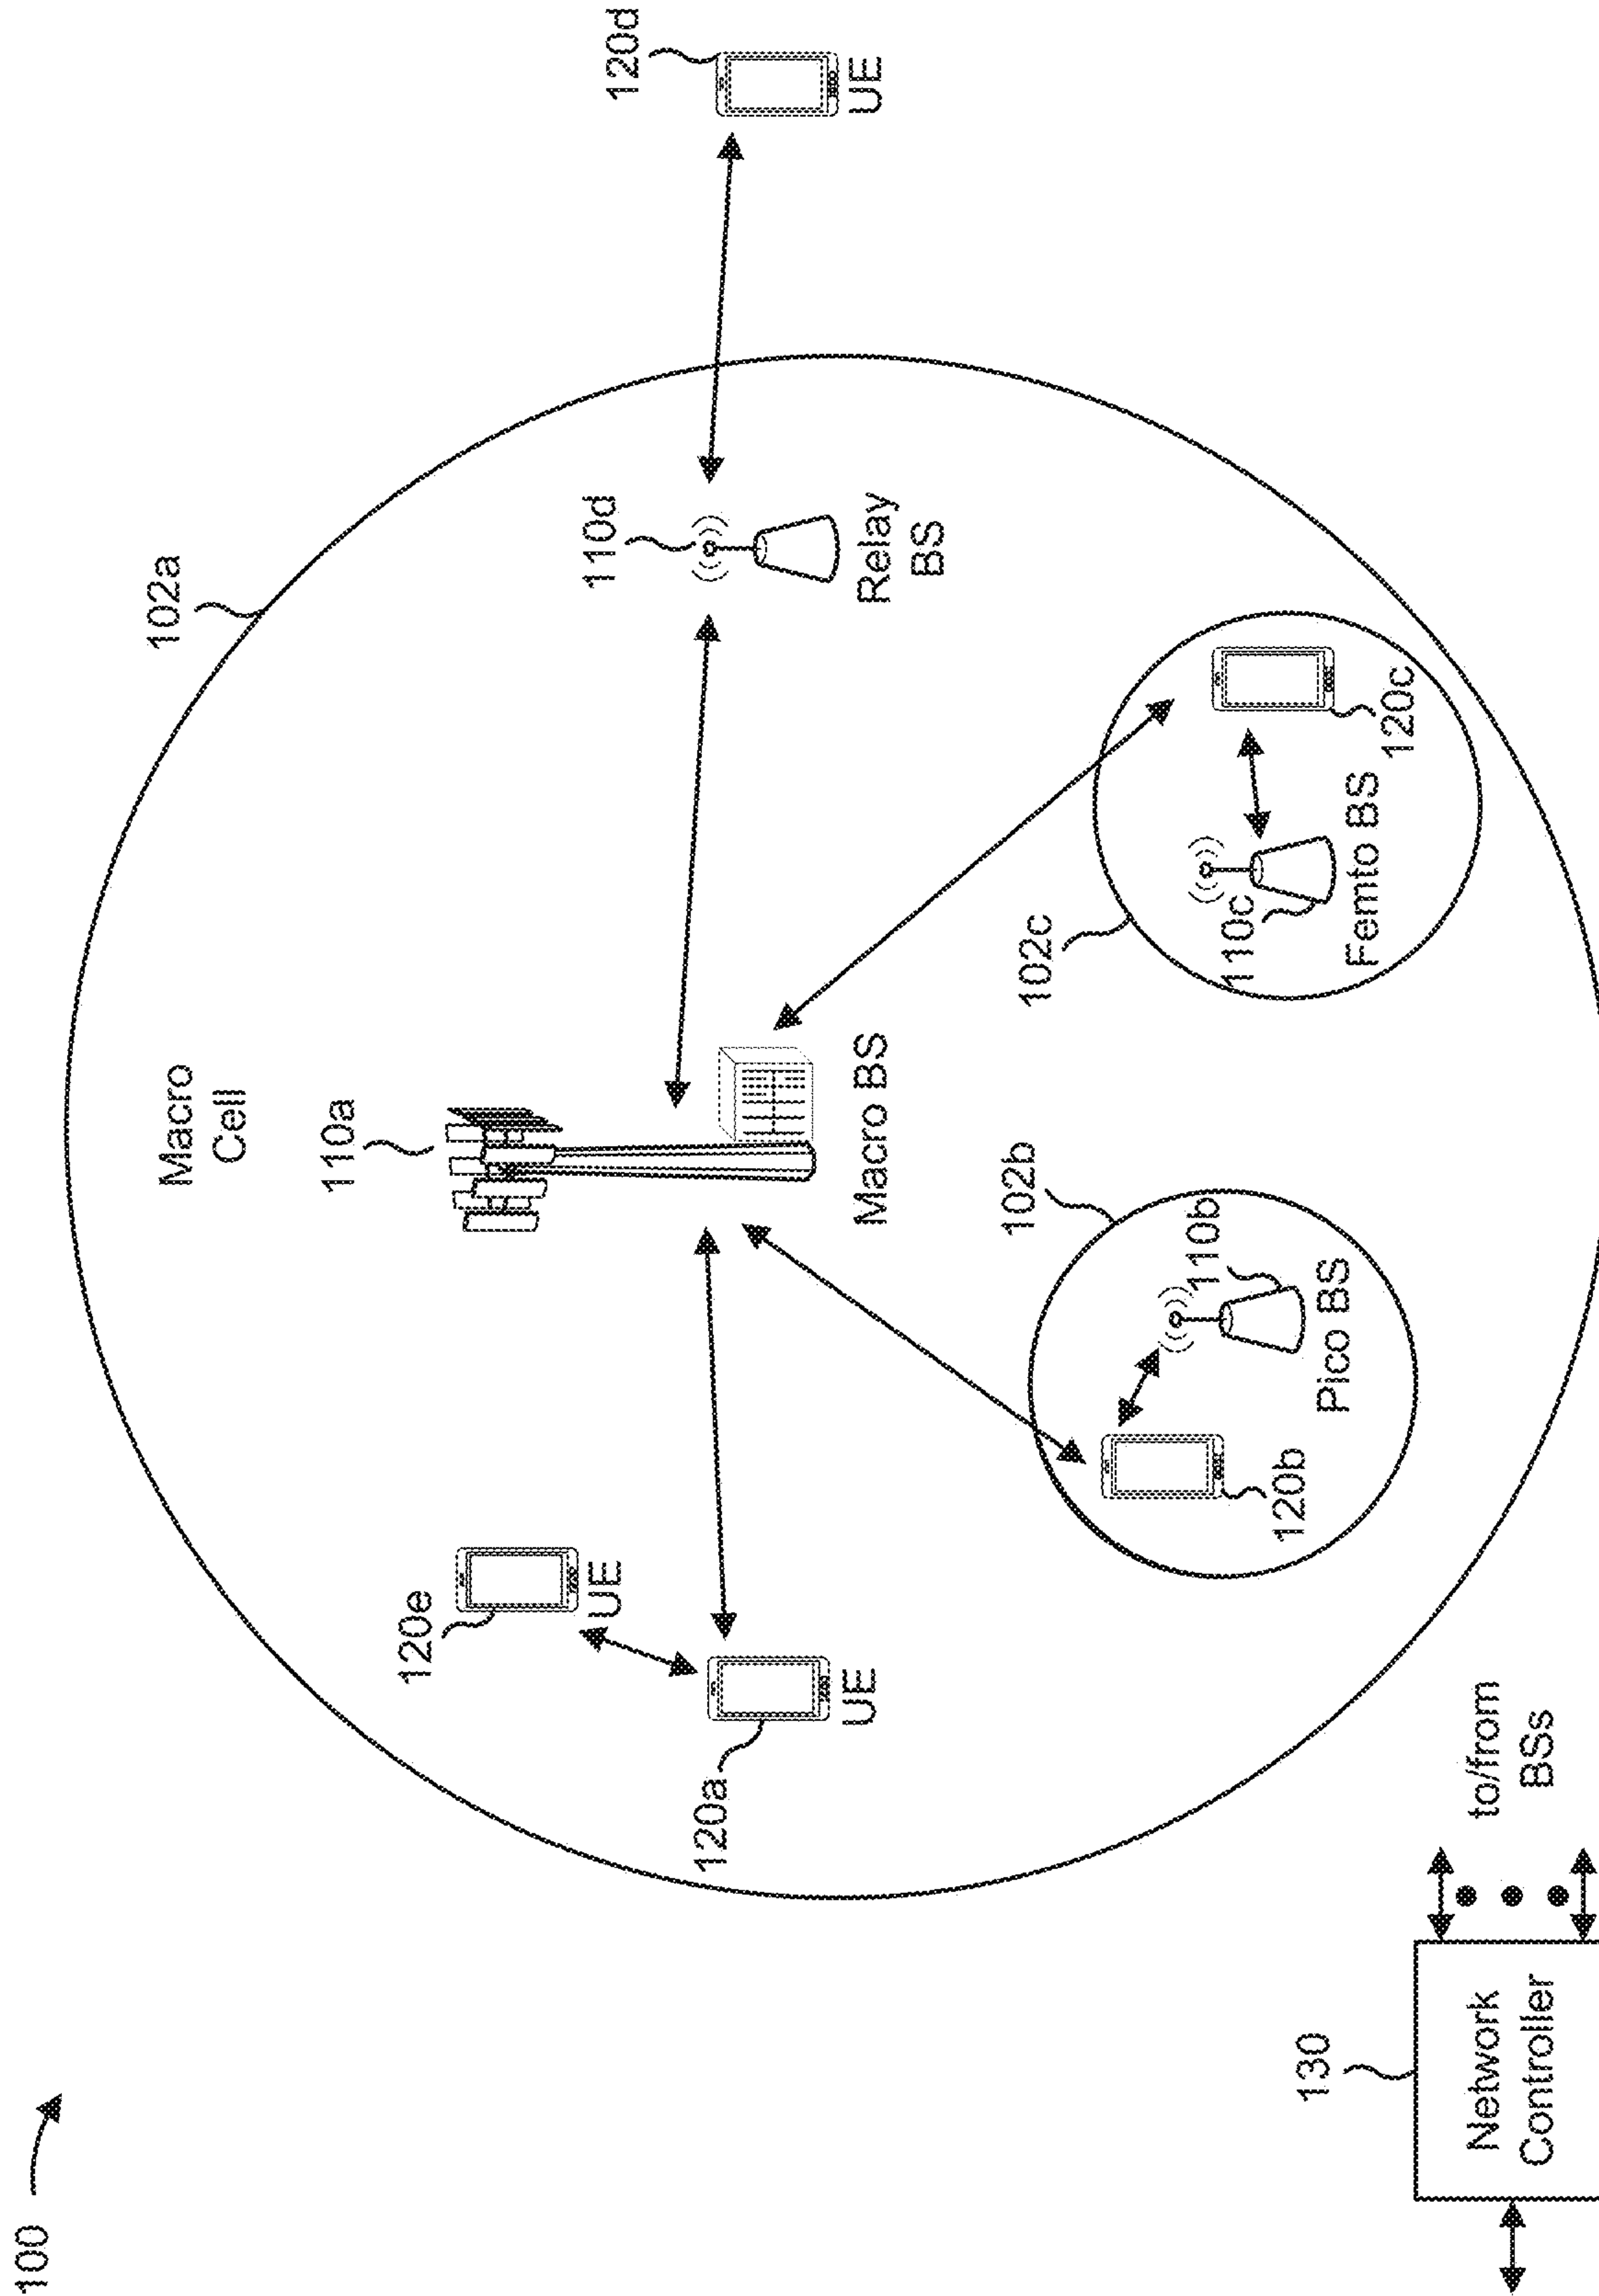 100
102a
Macro
Cell
110a
120d
UE
110d
Relay
BS
120e
UE
120a
UE
Macro BS
102b
110b
Pico BS
120b
102c
110c
Femto BS
120c
130
Network
Controller
to/from
BSs